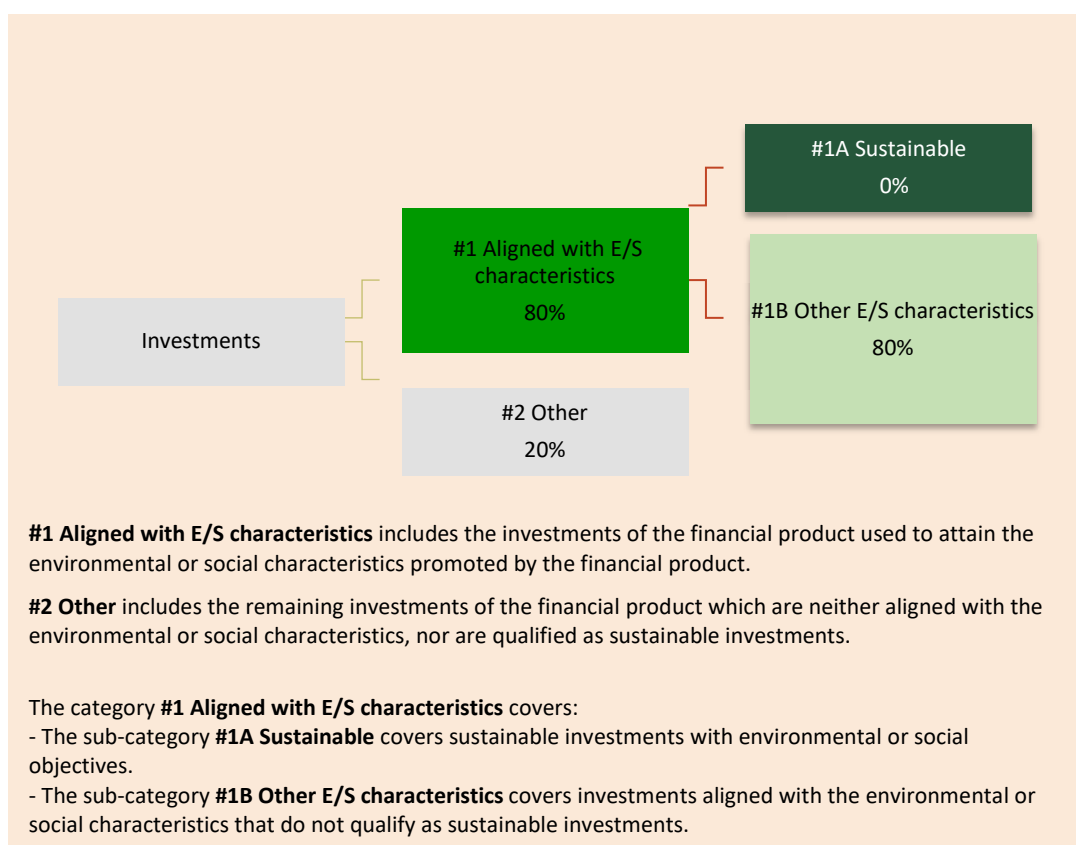 #1A Sustainable
0%
#1 Aligned with E/S
characteristics
80%
#1B Other E/S characteristics
80%
Investments
#2 Other
20%
#1 Aligned with E/S characteristics includes the investments of the financial product used to attain the
environmental or social characteristics promoted by the financial product.
#2 Other includes the remaining investments of the financial product which are neither aligned with the
environmental or social characteristics, nor are qualified as sustainable investments.
The category #1 Aligned with E/S characteristics covers:
- The sub-category #1A Sustainable covers sustainable investments with environmental or social
objectives.
- The sub-category #1B Other E/S characteristics covers investments aligned with the environmental or
social characteristics that do not qualify as sustainable investments.